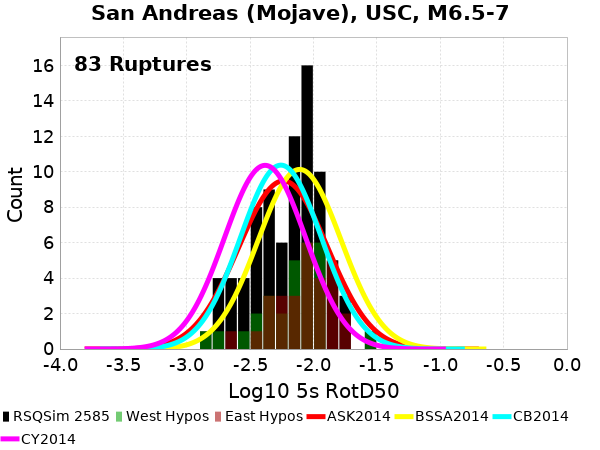 San Andreas (Mojave), USC, M6.5-7
83 Ruptures
Count
16
14
12
10
8
6
4
2
0
-4.0 -3.5 -3.0 -2.5 -2.0 -1.5 -1.0 -0.5 0.0
Log10 5s RotD50
RSQSim 2585 West Hypos East Hypos ASK2014 BSSA2014 CB2014
CY2014